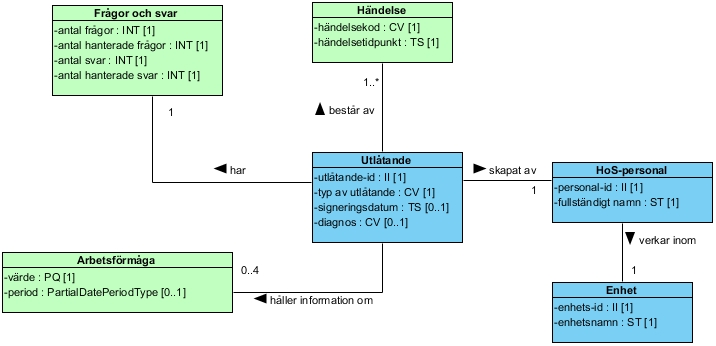 Frågor och svar
-antal frågor : INT [1]
-antal hanterade frågor : INT [1]
-antal svar : INT [1]
-antal hanterade svar : INT [1]
Händelse
-händelsekod : CV [1]
-händelsetidpunkt : TS [1]
1
1..*
består av
har
Utlåtande
-utlåtande-id : II [1]
-typ av utlåtande : CV [1]
-signeringsdatum : TS [0..1]
-diagnos : CV [0..1]
skapat av
1
HoS-personal
-personal-id : II [1]
-fullständigt namn : ST [1]
verkar inom
1
Arbetsförmåga
-värde : PQ [1]
-period : PartialDatePeriodType [0..1]
0..4
håller information om
Enhet
-enhets-id : II [1]
-enhetsnamn : ST [1]